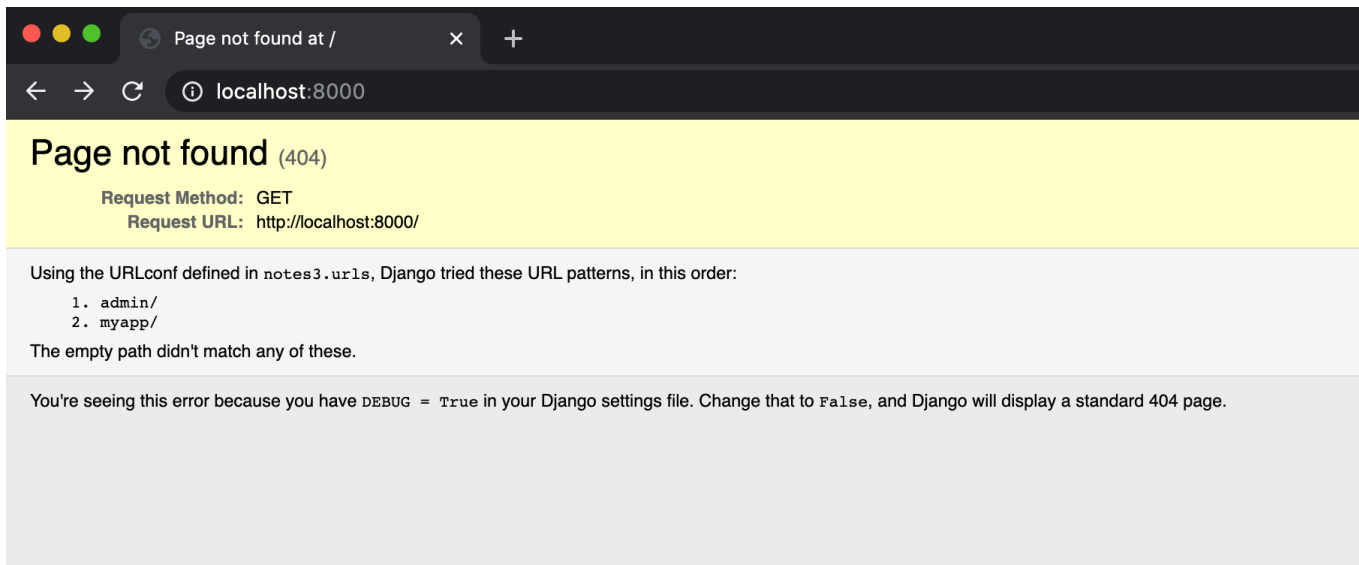 Page not found at /
localhost:8000
Page not found (404)
Request Method: GET
Request URL: http://localhost:8000/
Using the URLconf defined in notes3.urls, Django tried these URL patterns, in this order:
1. admin/
2. myapp/
The empty path didn't match any of these.
You're seeing this error because you have DEBUG = True in your Django settings file. Change that to False, and Django will display a standard 404 page.